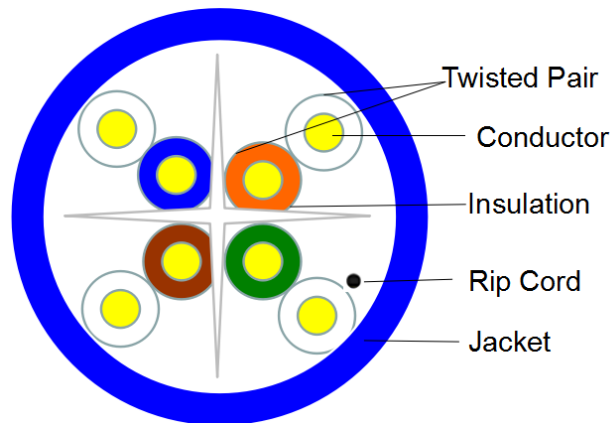 Twisted Pair
Conductor
Insulation
Rip Cord
Jacket